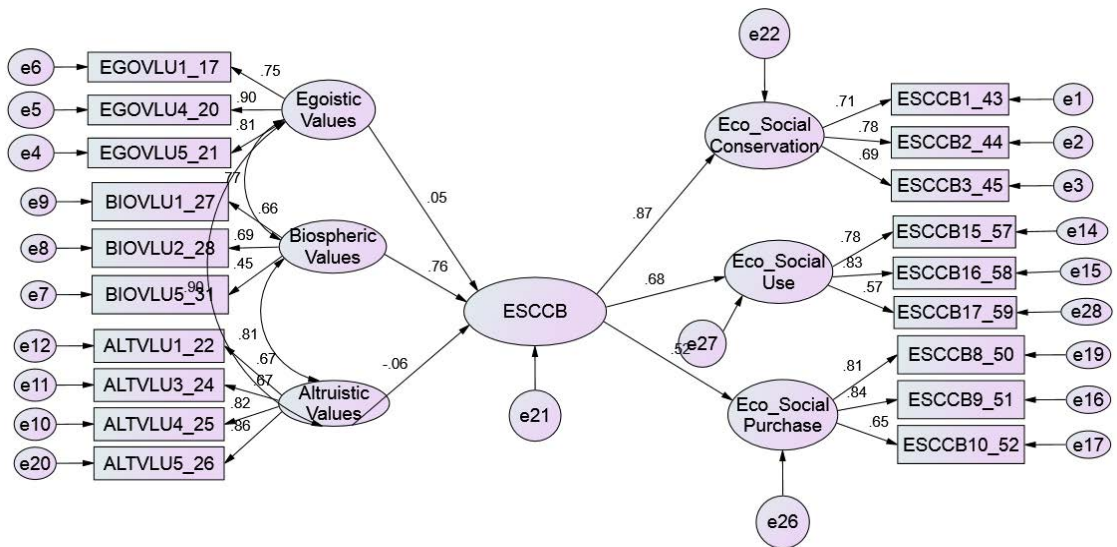 e22
e6
EGOVLU1_17
.75
e5
EGOVLU4_20
.90
Egoistic
Values
e4
EGOVLU5_21
.81
.77
e9
BIOVLU1_27
.66
e8
BIOVLU2_28
.69
Biospheric
Values
e7
BIOVLU5_31
.45
e12
ALTVLU1_22
.81
.67
e11
ALTVLU3_24
.67
e10
ALTVLU4_25
.82
Altruistic
Values
e20
ALTVLU5_26
.86
.05
.76
-.06
ESCCB
e21
.87
.68
.52
Eco_Social
Conservation
.71
ESCCB1_43
e1
.78
ESCCB2_44
e2
.69
ESCCB3_45
e3
Eco_Social
Use
e27
.78
ESCCB15_57
e14
.83
ESCCB16_58
e15
.57
ESCCB17_59
e28
Eco_Social
Purchase
e26
.81
ESCCB8_50
e19
.84
ESCCB9_51
e16
.65
ESCCB10_52
e17